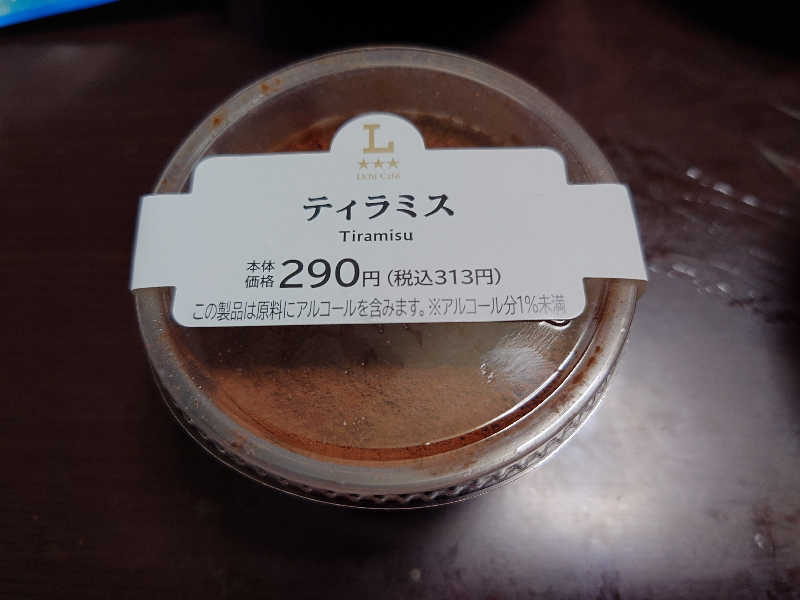 L
★★★
Uchi Café
ティラミス
Tiramisu
本体
価格 290円 (税込313円)
この製品は原料にアルコールを含みます。※アルコール分1%未満